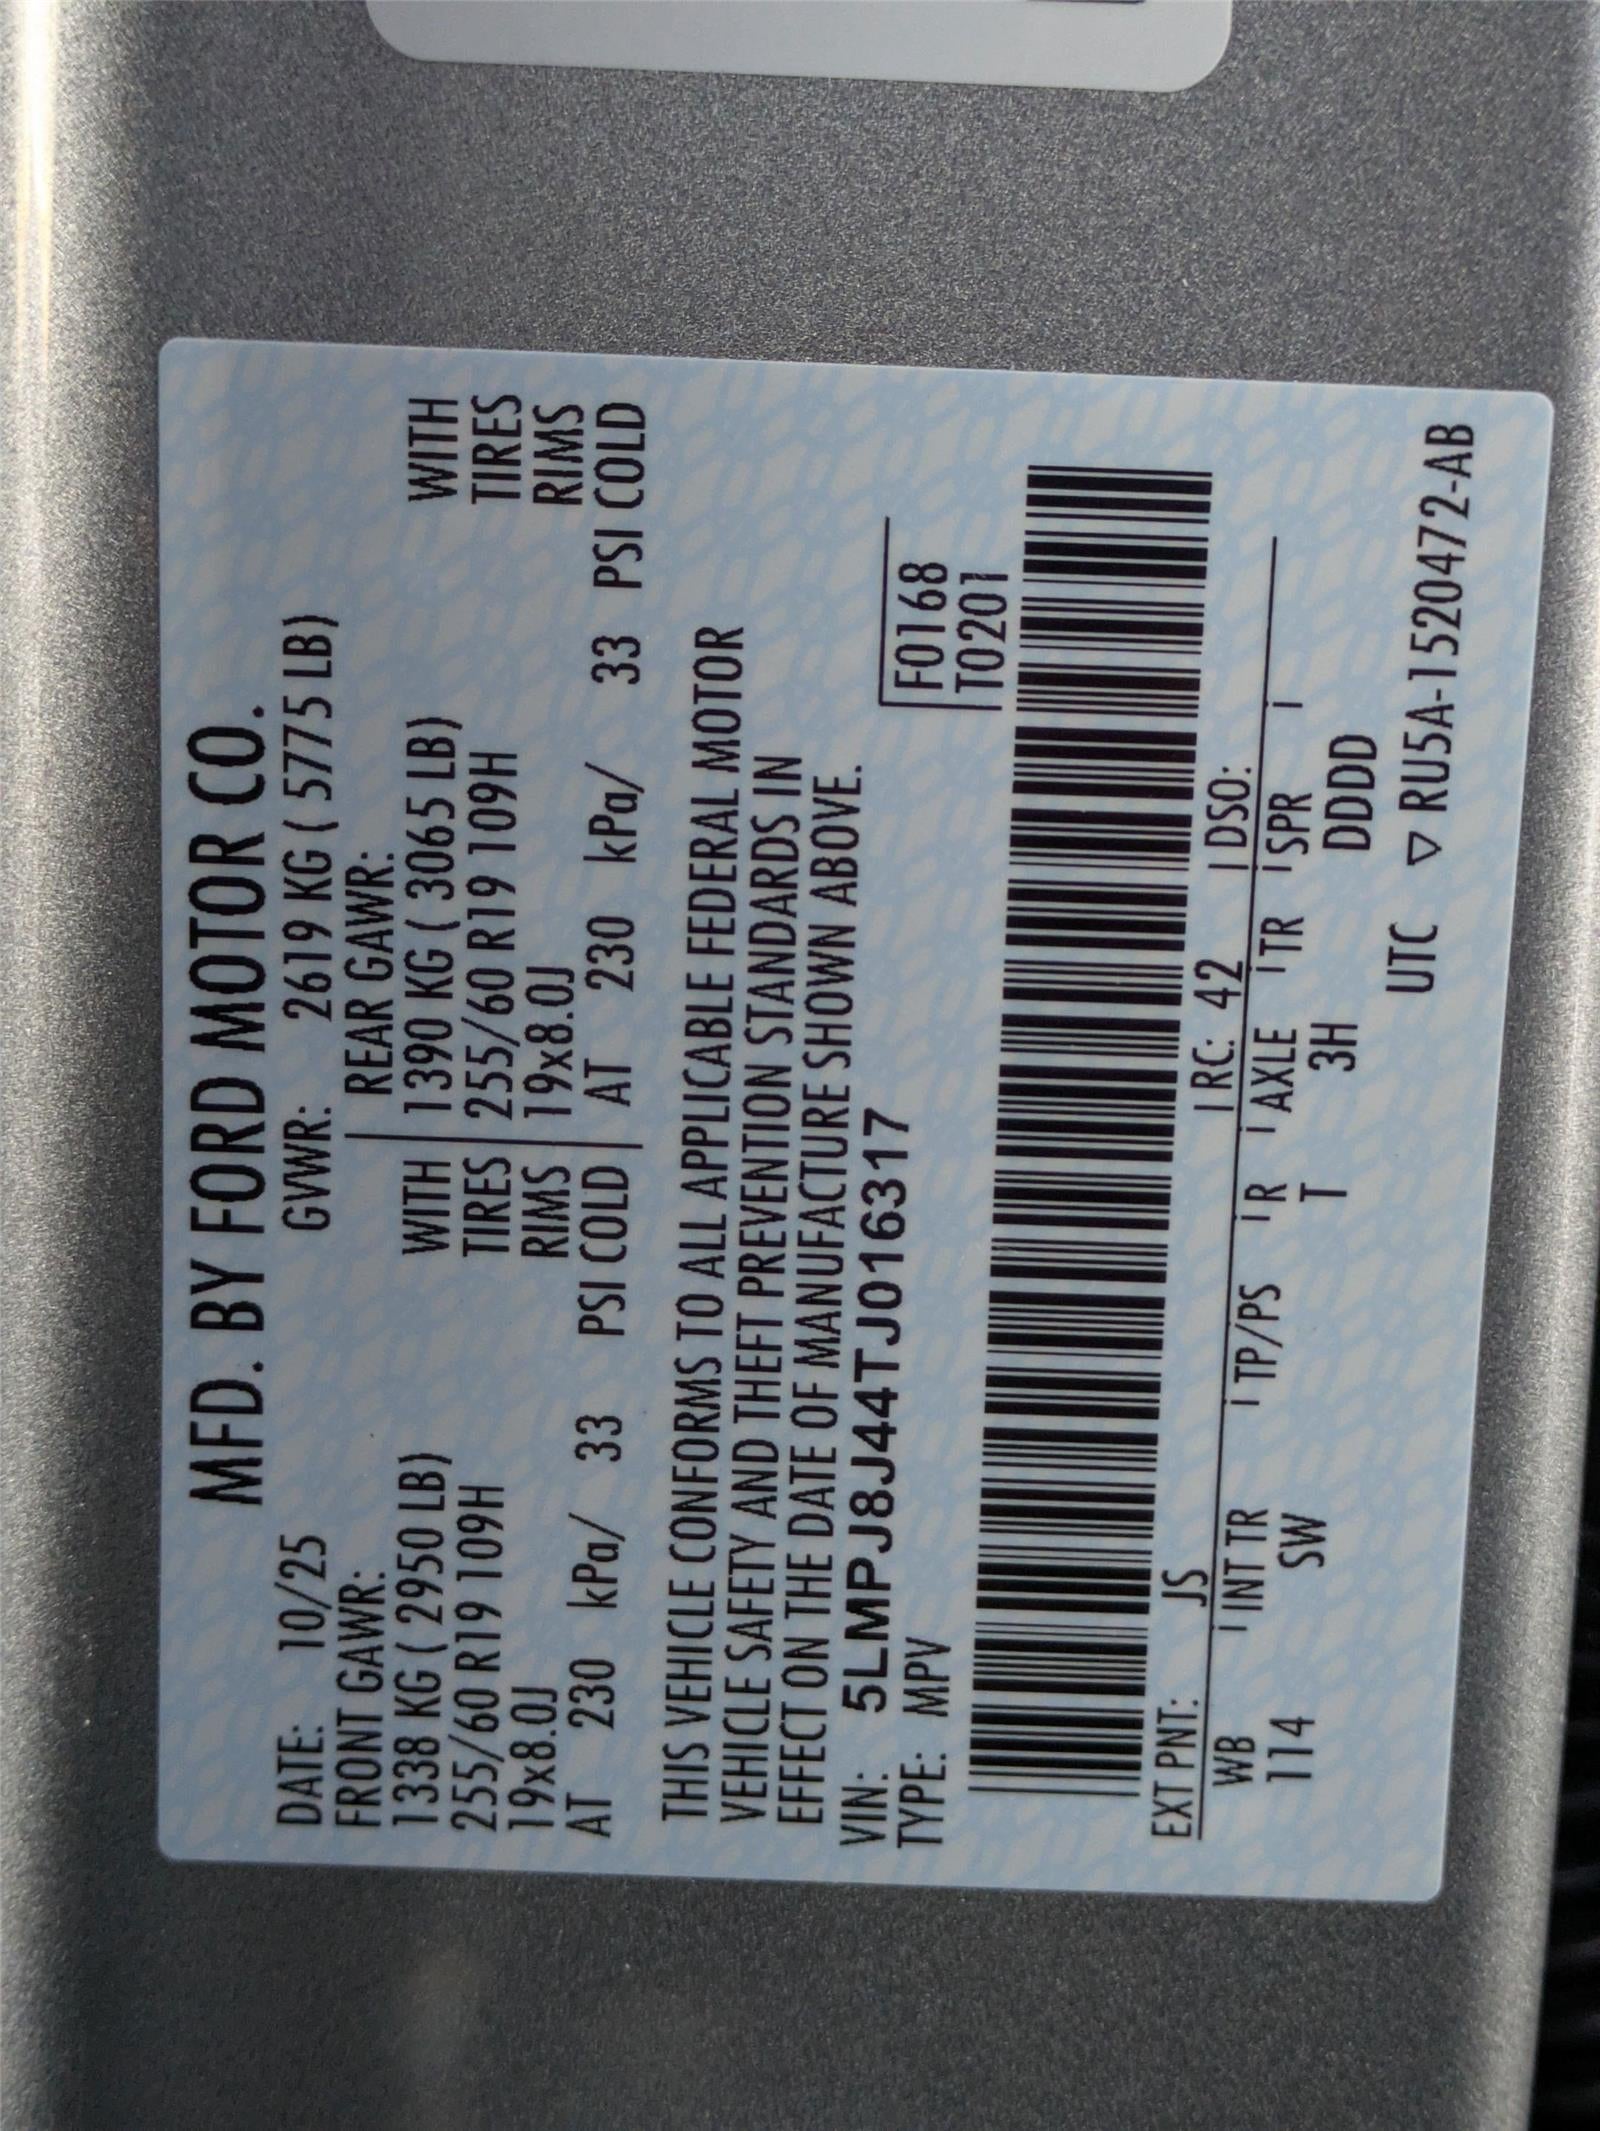 MFD. BY FORD MOTOR CO.
DATE: 10/25 GVWR: 2619 KG ( 5775 LB)
FRONT GAWR: REAR GAWR:
1338 KG ( 2950 LB) WITH 1390 KG ( 3065 LB) WITH
255/60 R19 109H TIRES 255/60 R19 109H TIRES
19x8.0J RIMS 19x8.0J RIMS
AT 230 kPa/ 33 PSI COLD AT 230 kPa/ 33 PSI COLD
THIS VEHICLE CONFORMS TO ALL APPLICABLE FEDERAL MOTOR
VEHICLE SAFETY AND THEFT PREVENTION STANDARDS IN
EFFECT ON THE DATE OF MANUFACTURE SHOWN ABOVE.
VIN: 5LMPJ8J44TJ016317
TYPE: MPV
F0168
T0201
EXT PNT: JS RC: 42 DSO:
WB INT TR TP/PS R AXLE TR SPR
114 SW T 3H DDDD
UTC ▽ RU5A-1520472-AB